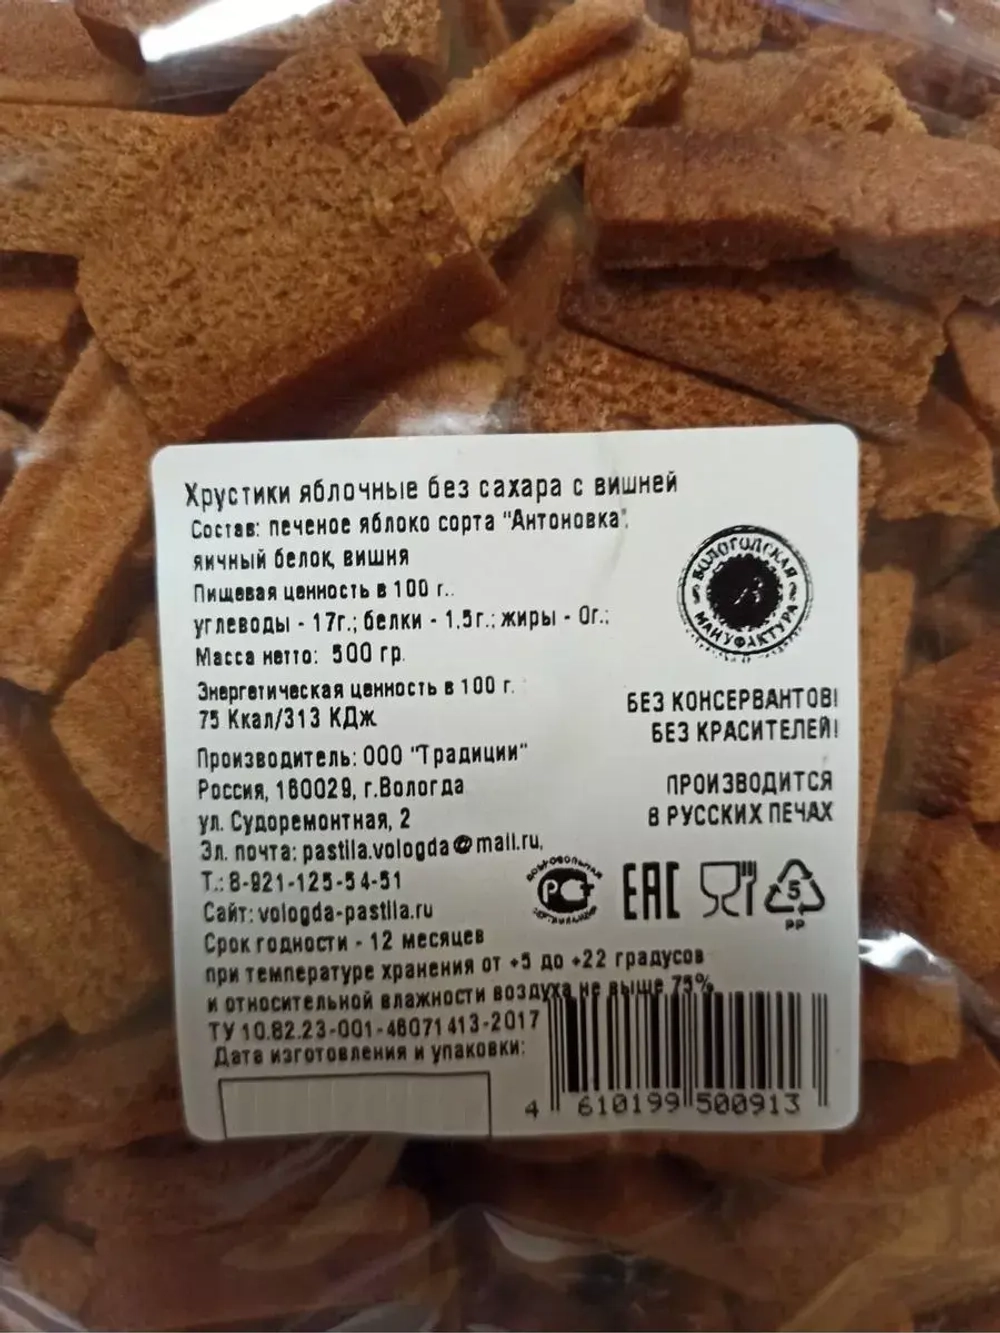 Хрустики яблочные без сахара с вишней
Состав: печеное яблоко сорта "Антоновка",
яичный белок, вишня
Пищевая ценность в 100 г..
углеводы - 17г.; белки - 1.5г.; жиры - 0г.;
Масса нетто: 500 гр.
Энергетическая ценность в 100 г.
75 Ккал/313 КДж
Производитель: ООО "Традиции"
Россия, 160029, г.Вологда
ул. Судоремонтная, 2
Эл. почта: pastila.vologda@mail.ru,
Т.: 8-921-125-54-51
Сайт: vologda-pastila.ru
Срок годности - 12 месяцев
при температуре хранения от +5 до +22 градусов
и относительной влажности воздуха не выше 75%
ТУ 10.82.23-001-46071413-2017
Дата изготовления и упаковки:
ВОЛОГОДСКАЯ
МАНУФАКТУРА
БЕЗ КОНСЕРВАНТОВ!
БЕЗ КРАСИТЕЛЕЙ!
ПРОИЗВОДИТСЯ
В РУССКИХ ПЕЧАХ
ДОБРОВОЛЬНАЯ
РСТ
EAC
5
PP
4 610199 500913